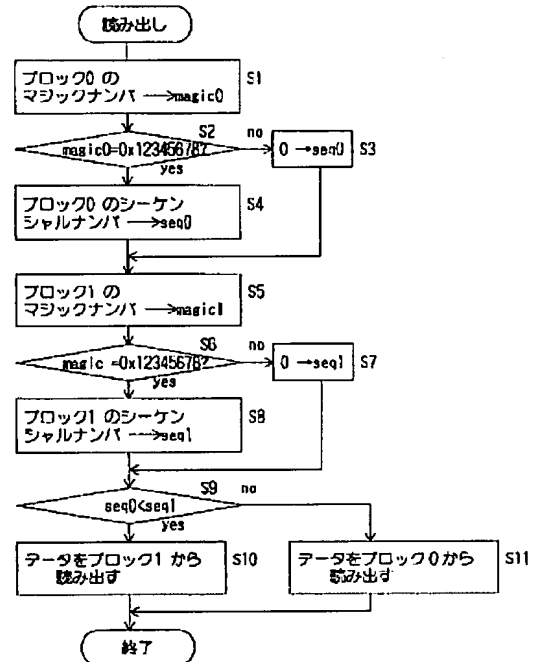 読み出し
ブロック0 の
マジックナンバ →magic0
S1
S2
no
magic0=0x12345678?
yes
0 →seq0
S3
ブロック0 のシーケン
シャルナンバ →seq0
S4
ブロック1 の
マジックナンバ →magic1
S5
S6
no
magic =0x12345678?
yes
0 →seq1
S7
ブロック1 のシーケン
シャルナンバ →seq1
S8
S9
no
seq0<seq1
yes
データをブロック1 から
読み出す
S10
データをブロック0から
読み出す
S11
終了